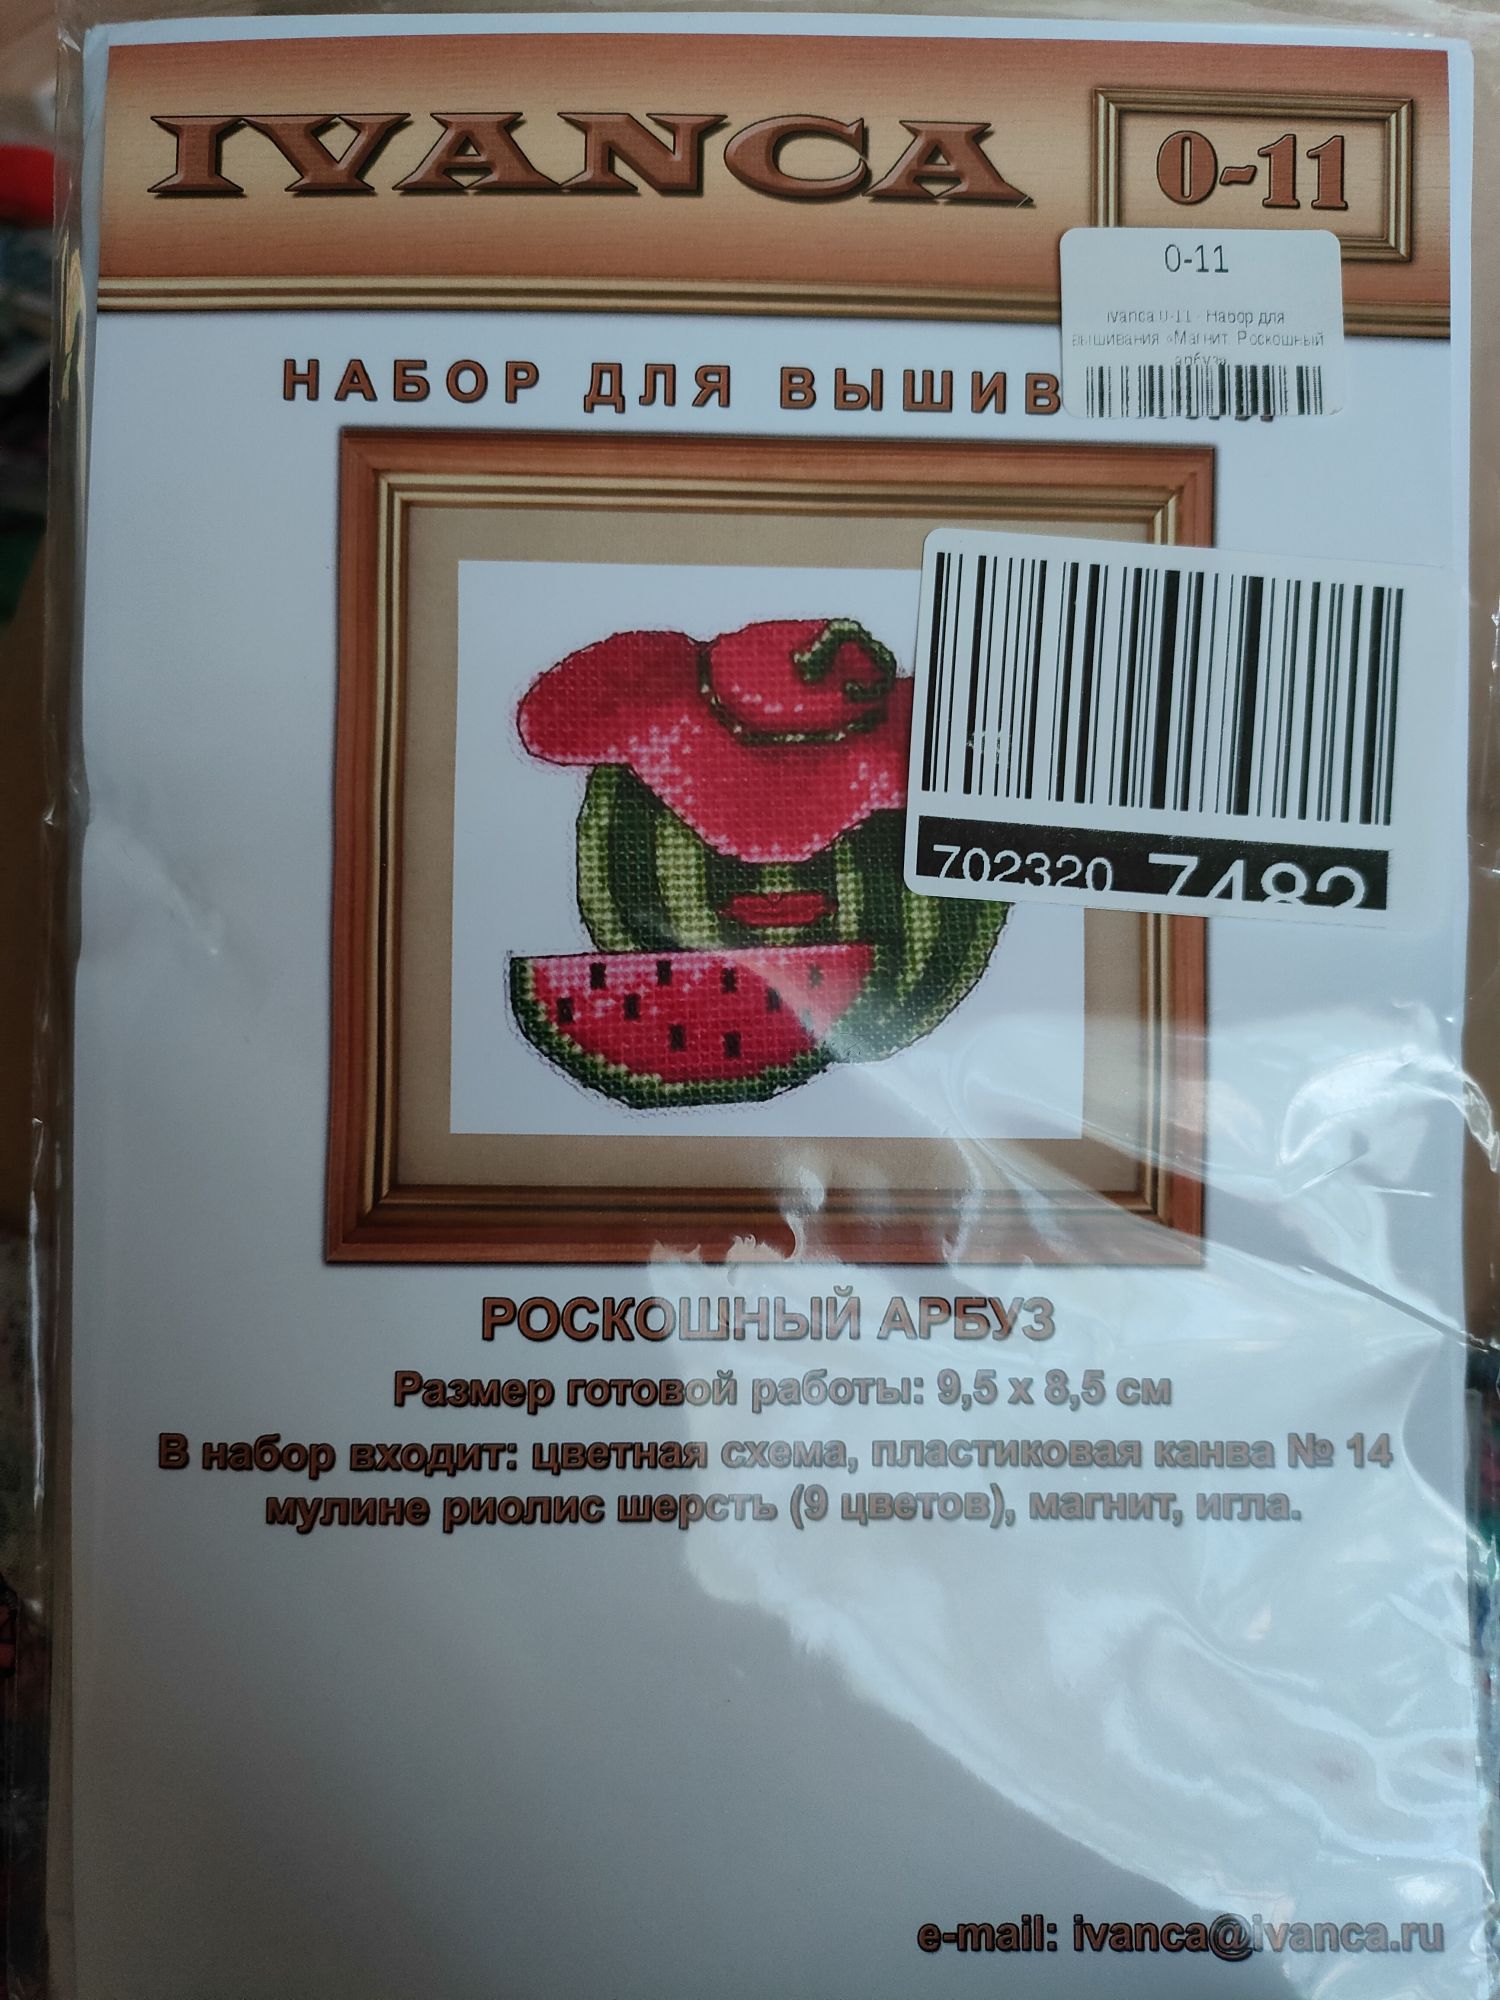 IVANCA
0-11
0-11
ivanca 0-11 - Набор для
вышивания «Магнит. Роскошный
арбуз»
НАБОР ДЛЯ ВЫШИВ
702320 7482
РОСКОШНЫЙ АРБУЗ
Размер готовой работы: 9,5 х 8,5 см
В набор входит: цветная схема, пластиковая канва № 14
мулине риолис шерсть (9 цветов), магнит, игла.
e-mail: ivanca@ivanca.ru